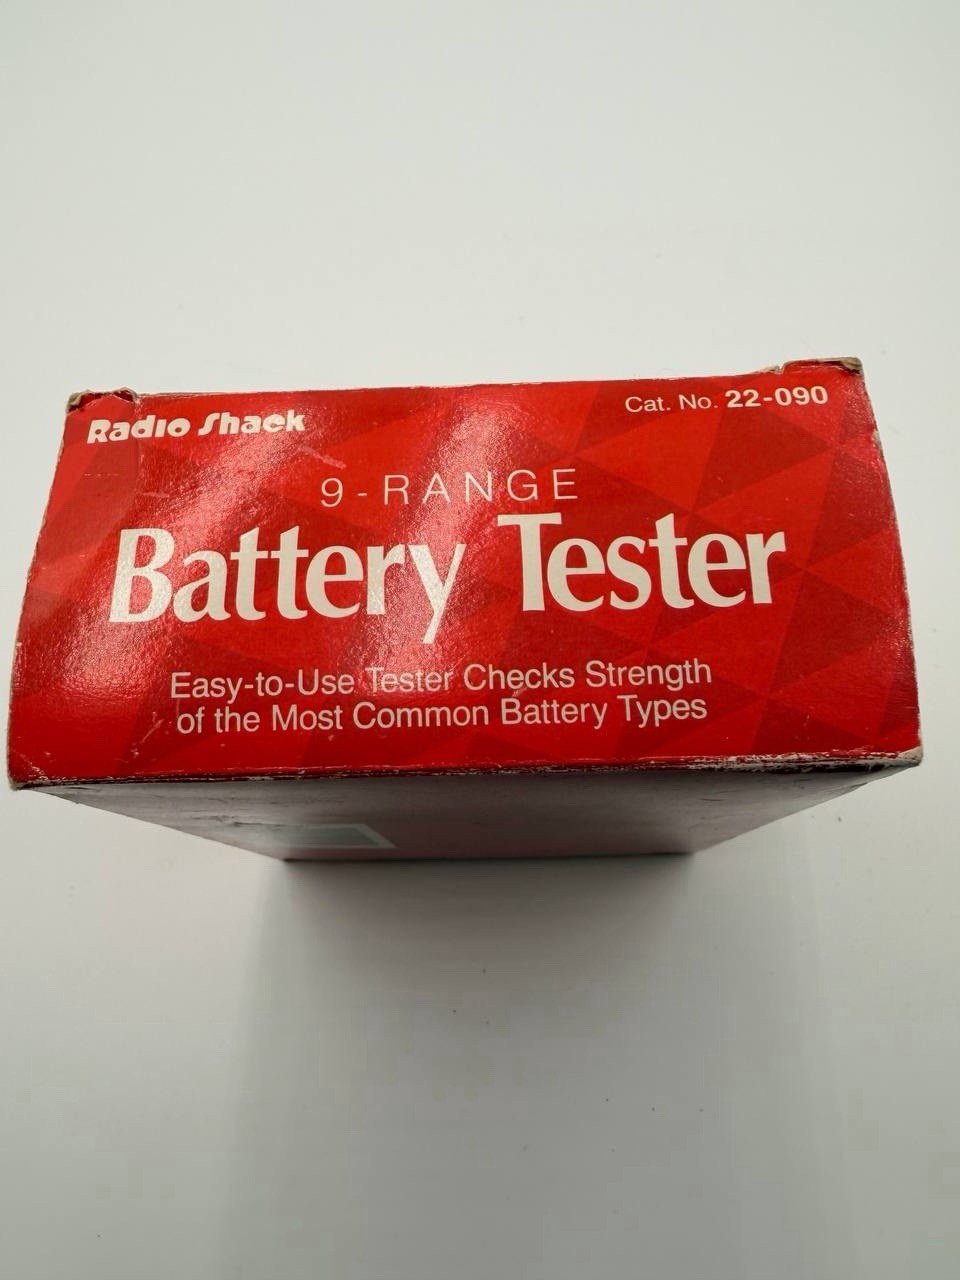 Radio Shack
Cat. No. 22-090
9-RANGE
Battery Tester
Easy-to-Use Tester Checks Strength
of the Most Common Battery Types